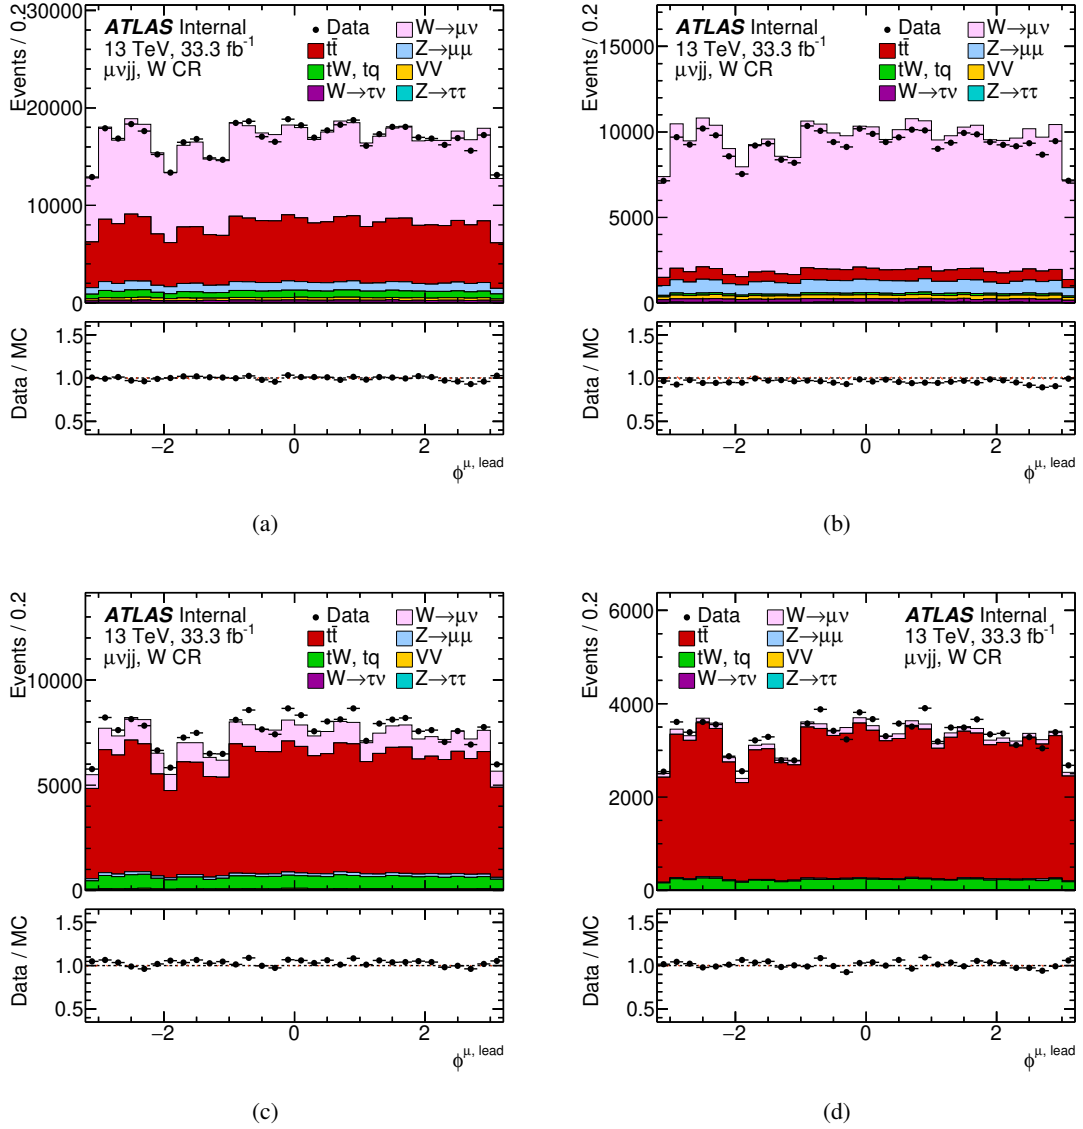 Events / 0.2
30000
20000
10000
0
ATLAS Internal
13 TeV, 33.3 fb⁻¹
μνjj, W CR
Data
tt̄
tW, tq
W→τν
W→μν
Z→μμ
VV
Z→ττ
Data / MC
1.5
1.0
0.5
−2 0 2
ϕ^μ, lead
(a)
Events / 0.2
15000
10000
5000
0
ATLAS Internal
13 TeV, 33.3 fb⁻¹
μνjj, W CR
Data
tt̄
tW, tq
W→τν
W→μν
Z→μμ
VV
Z→ττ
Data / MC
1.5
1.0
0.5
−2 0 2
ϕ^μ, lead
(b)
Events / 0.2
10000
5000
0
ATLAS Internal
13 TeV, 33.3 fb⁻¹
μνjj, W CR
Data
tt̄
tW, tq
W→τν
W→μν
Z→μμ
VV
Z→ττ
Data / MC
1.5
1.0
0.5
−2 0 2
ϕ^μ, lead
(c)
Events / 0.2
6000
4000
2000
0
Data
tt̄
tW, tq
W→τν
W→μν
Z→μμ
VV
Z→ττ
ATLAS Internal
13 TeV, 33.3 fb⁻¹
μνjj, W CR
Data / MC
1.5
1.0
0.5
−2 0 2
ϕ^μ, lead
(d)